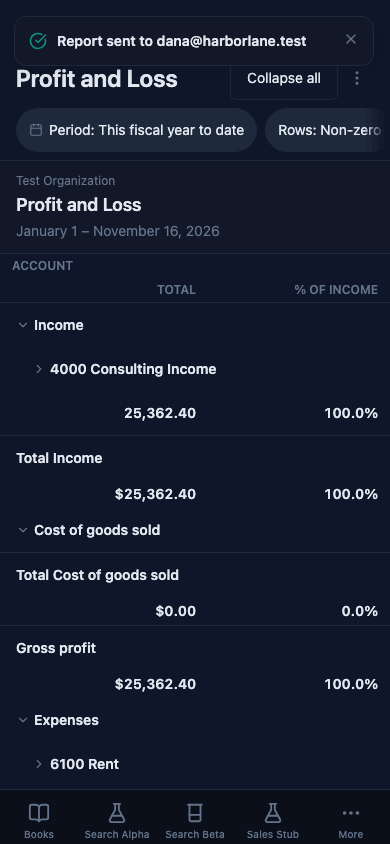 Report sent to dana@harborlane.test
Profit and Loss
Collapse all
Period: This fiscal year to date
Rows: Non-zero
Test Organization
Profit and Loss
January 1 – November 16, 2026
ACCOUNT
TOTAL % OF INCOME
Income
4000 Consulting Income
25,362.40 100.0%
Total Income
$25,362.40 100.0%
Cost of goods sold
Total Cost of goods sold
$0.00 0.0%
Gross profit
$25,362.40 100.0%
Expenses
6100 Rent
Books Search Alpha Search Beta Sales Stub More